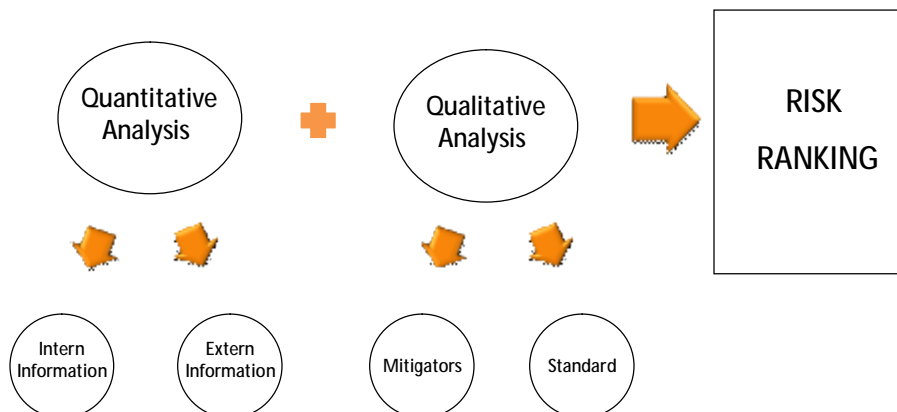 Quantitative
Analysis
Qualitative
Analysis
RISK
RANKING
Intern
Information
Extern
Information
Mitigators
Standard